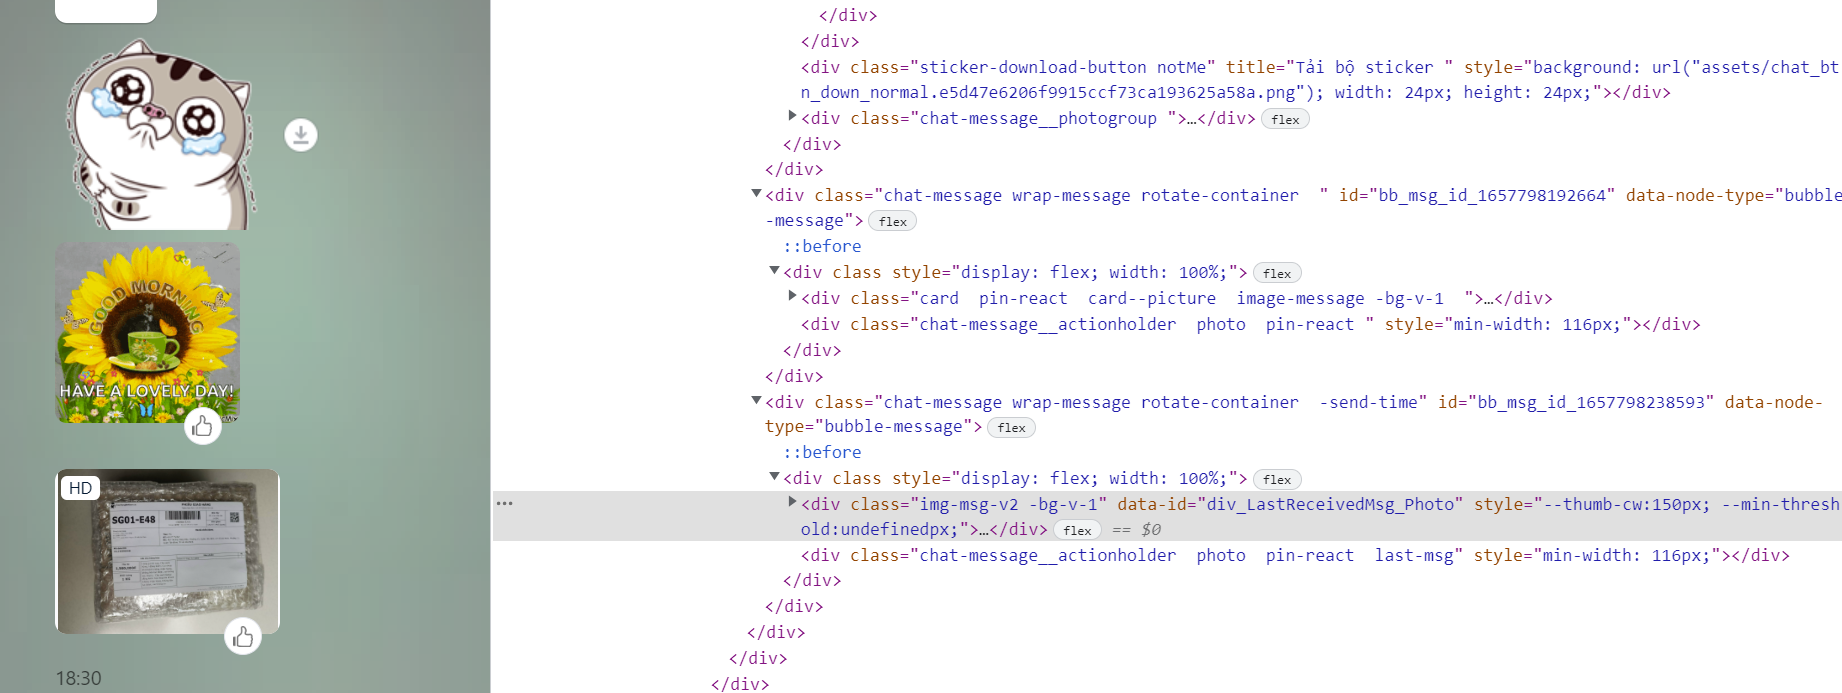 GOOD MORNING
HAVE A LOVELY DAY!
HD
SG01-E48
18:30
</div>
</div>
<div class="sticker-download-button notMe" title="Tải bộ sticker " style="background: url("assets/chat_bt
n_down_normal.e5d47e6206f9915ccf73ca193625a58a.png"); width: 24px; height: 24px;"></div>
<div class="chat-message__photogroup ">…</div> flex
</div>
</div>
<div class="chat-message wrap-message rotate-container  " id="bb_msg_id_1657798192664" data-node-type="bubble
-message"> flex
::before
<div class style="display: flex; width: 100%;"> flex
<div class="card  pin-react  card--picture  image-message -bg-v-1  ">…</div>
<div class="chat-message__actionholder  photo  pin-react " style="min-width: 116px;"></div>
</div>
</div>
<div class="chat-message wrap-message rotate-container  -send-time" id="bb_msg_id_1657798238593" data-node-
type="bubble-message"> flex
::before
<div class style="display: flex; width: 100%;"> flex
<div class="img-msg-v2 -bg-v-1" data-id="div_LastReceivedMsg_Photo" style="--thumb-cw:150px; --min-thresh
old:undefinedpx;">…</div> flex == $0
<div class="chat-message__actionholder  photo  pin-react  last-msg" style="min-width: 116px;"></div>
</div>
</div>
</div>
</div>
</div>